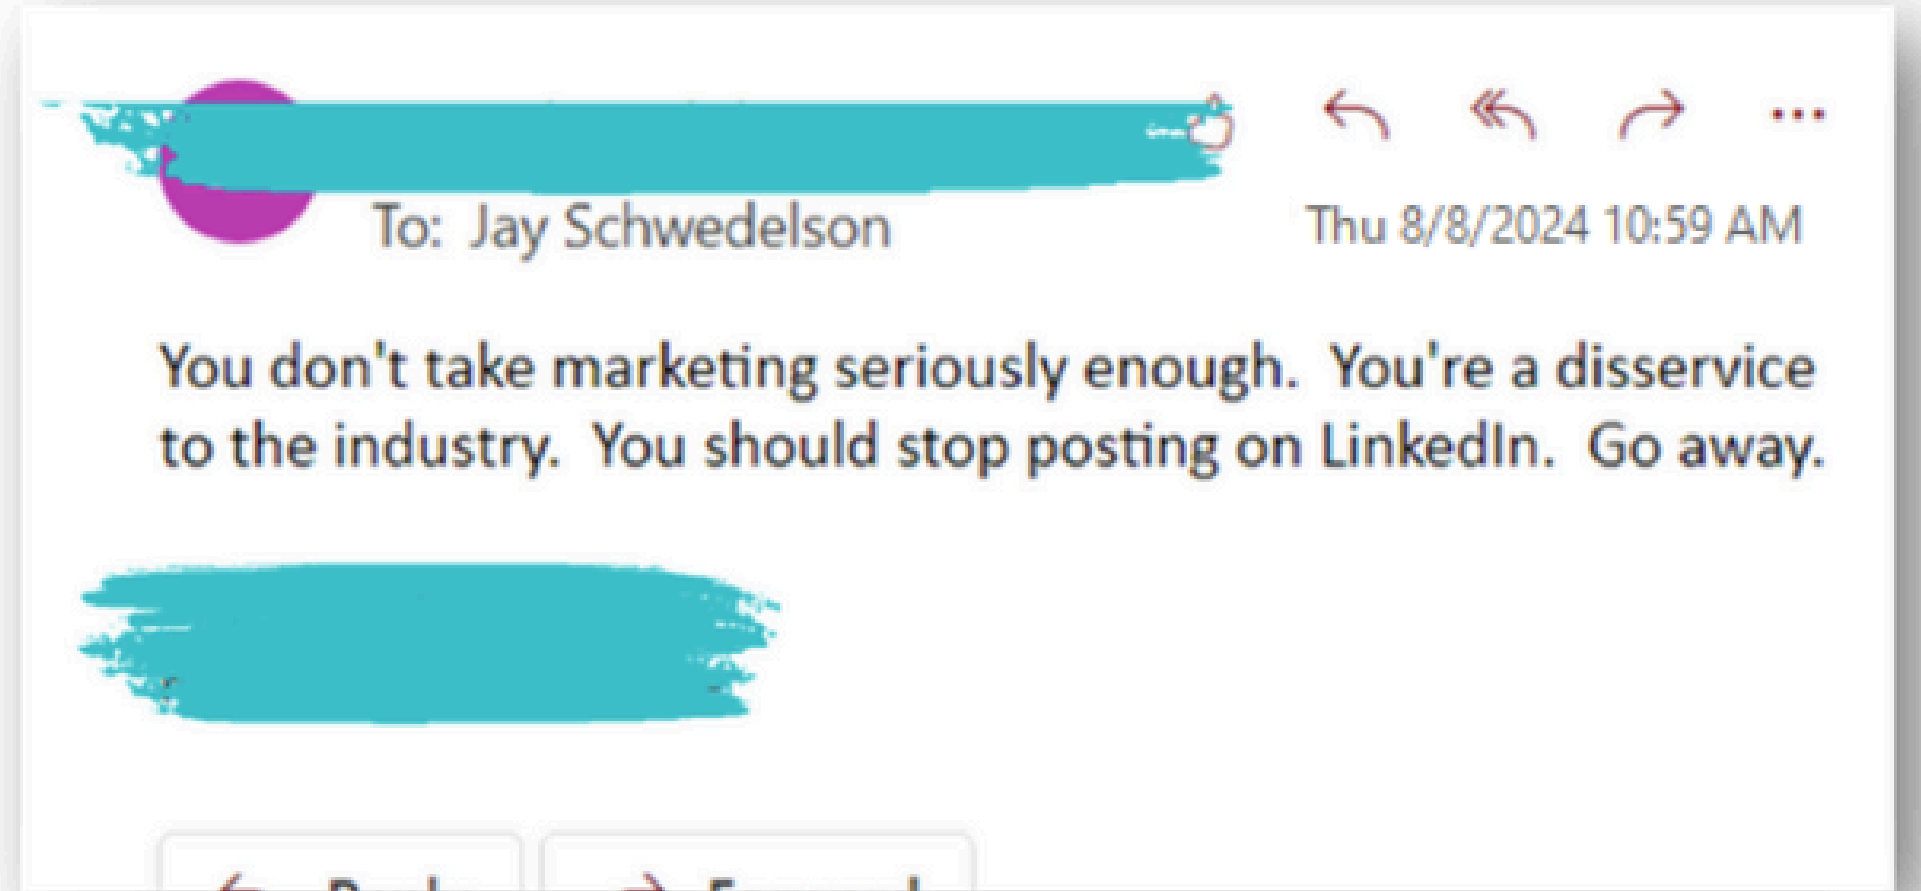 To: Jay Schwedelson
Thu 8/8/2024 10:59 AM
You don't take marketing seriously enough.  You're a disservice
to the industry.  You should stop posting on LinkedIn.  Go away.